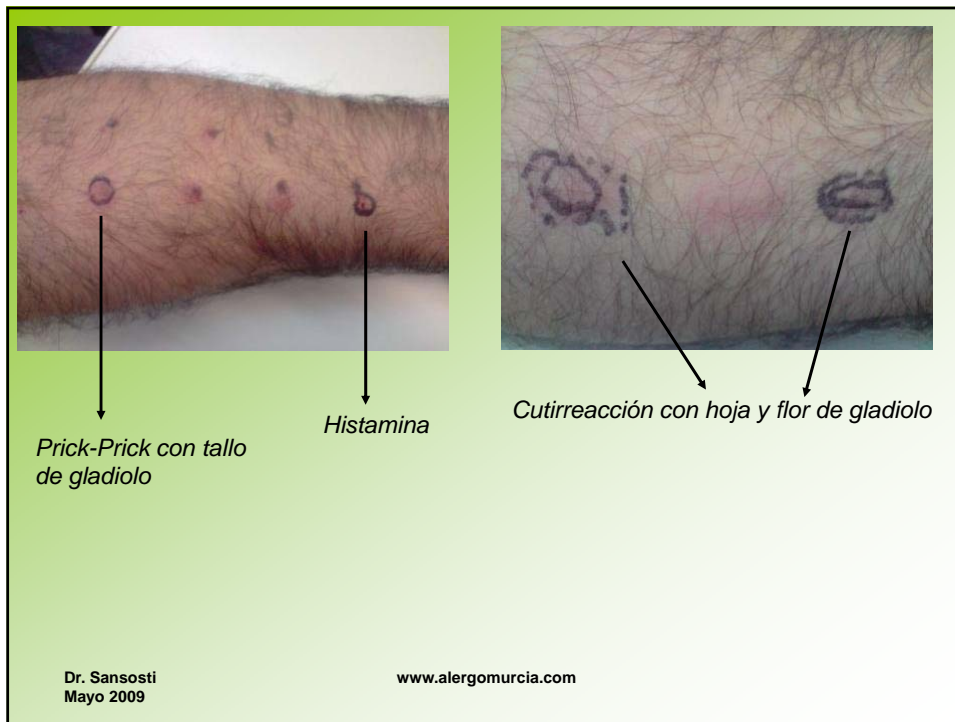 Prick-Prick con tallo
de gladiolo
Histamina
Cutirreacción con hoja y flor de gladiolo
Dr. Sansosti
Mayo 2009
www.alergomurcia.com